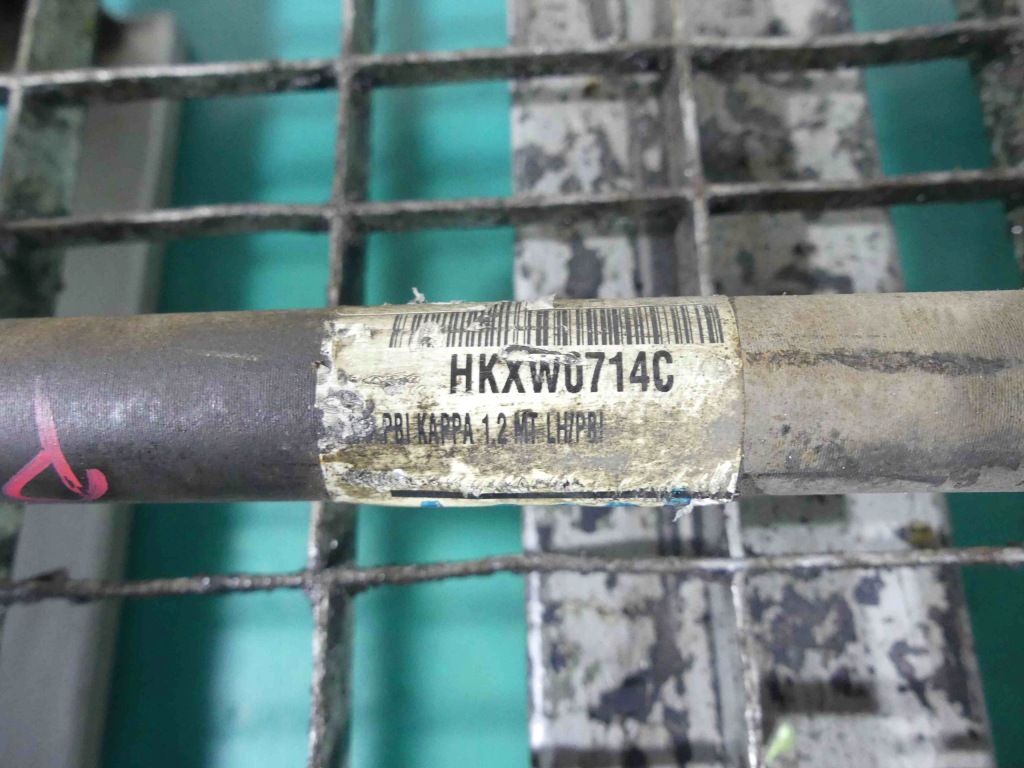 HKXW0714C
PBI KAPPA 1.2 MT LH/PBI